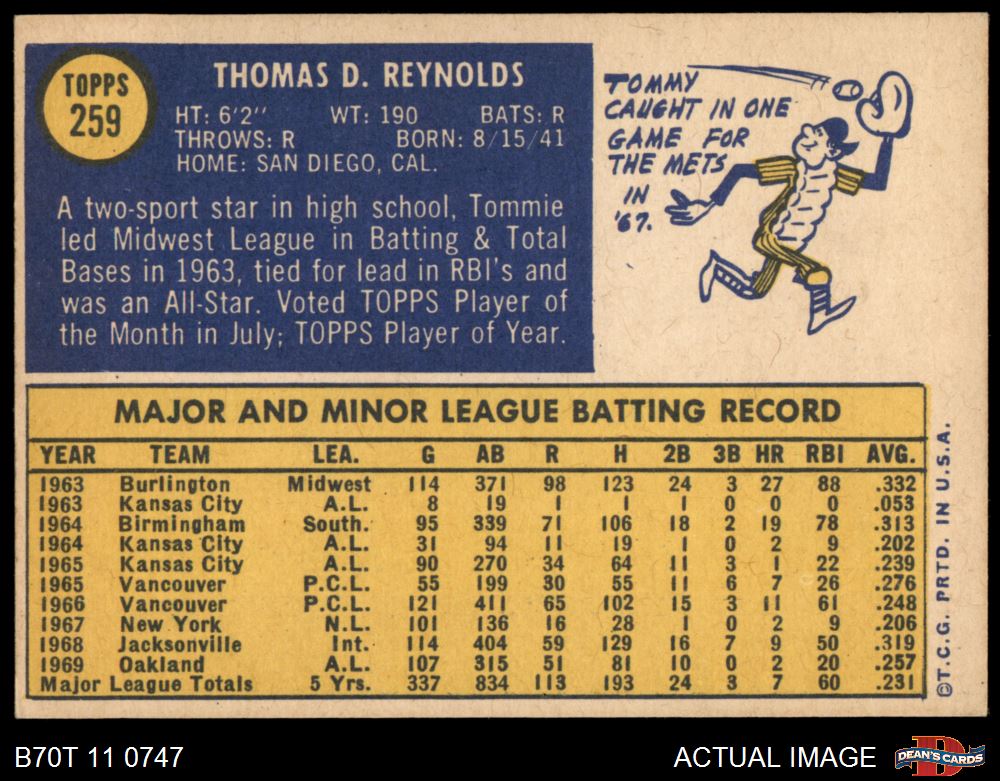 TOPPS
259
THOMAS D. REYNOLDS
HT: 6'2" WT: 190 BATS: R
THROWS: R BORN: 8/15/41
HOME: SAN DIEGO, CAL.
A two-sport star in high school, Tommie
led Midwest League in Batting & Total
Bases in 1963, tied for lead in RBI's and
was an All-Star. Voted TOPPS Player of
the Month in July; TOPPS Player of Year.
TOMMY
CAUGHT IN ONE
GAME FOR
THE METS
IN
'67.
MAJOR AND MINOR LEAGUE BATTING RECORD
YEAR TEAM LEA. G AB R H 2B 3B HR RBI AVG.
1963 Burlington Midwest 114 371 98 123 24 3 27 88 .332
1963 Kansas City A.L. 8 19 1 1 1 0 0 0 .053
1964 Birmingham South. 95 339 71 106 18 2 19 78 .313
1964 Kansas City A.L. 31 94 11 19 1 0 2 9 .202
1965 Kansas City A.L. 90 270 34 64 11 3 1 22 .239
1965 Vancouver P.C.L. 55 199 30 55 11 6 7 26 .276
1966 Vancouver P.C.L. 121 411 65 102 15 3 11 61 .248
1967 New York N.L. 101 136 16 28 1 0 2 9 .206
1968 Jacksonville Int. 114 404 59 129 16 7 9 50 .319
1969 Oakland A.L. 107 315 51 81 10 0 2 20 .257
Major League Totals 5 Yrs. 337 834 113 193 24 3 7 60 .231
©T.C.G. PRTD. IN U.S.A.
B70T 11 0747
ACTUAL IMAGE
DEAN'S CARDS